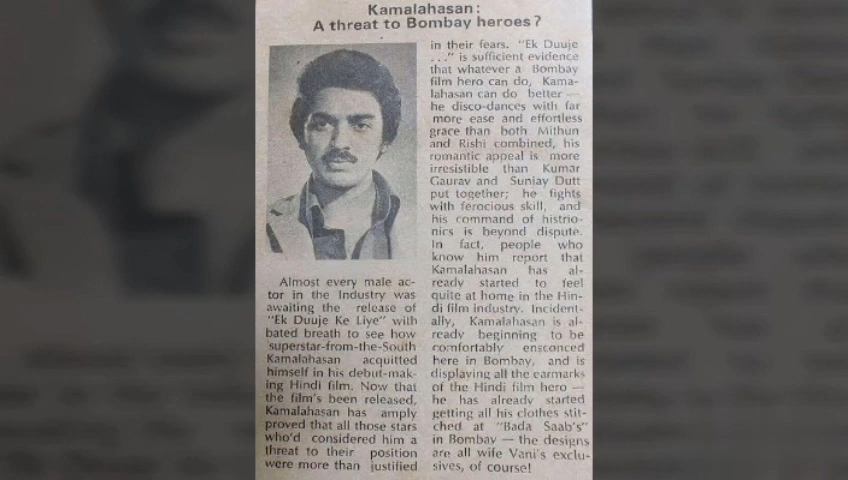 Kamalahasan:
A threat to Bombay heroes?
Almost every male ac-
tor in the Industry was
awaiting the release of
"Ek Duuje Ke Liye" with
bated breath to see how
superstar-from-the-South
Kamalahasan acquitted
himself in his debut-mak-
ing Hindi film. Now that
the film's been released,
Kamalahasan has amply
proved that all those stars
who'd considered him a
threat to their position
were more than justified
in their fears. "Ek Duuje
..." is sufficient evidence
that whatever a Bombay
film hero can do, Kama-
lahasan can do better —
he disco-dances with far
more ease and effortless
grace than both Mithun
and Rishi combined, his
romantic appeal is more
irresistible than Kumar
Gaurav and Sunjay Dutt
put together; he fights
with ferocious skill, and
his command of histrio-
nics is beyond dispute.
In fact, people who
know him report that
Kamalahasan has al-
ready started to feel
quite at home in the Hin-
di film industry. Incident-
ally, Kamalahasan is al-
ready beginning to be
comfortably ensconced
here in Bombay, and is
displaying all the earmarks
of the Hindi film hero —
he has already started
getting all his clothes stit-
ched at "Bada Saab's"
in Bombay — the designs
are all wife Vani's exclu-
sives, of course!